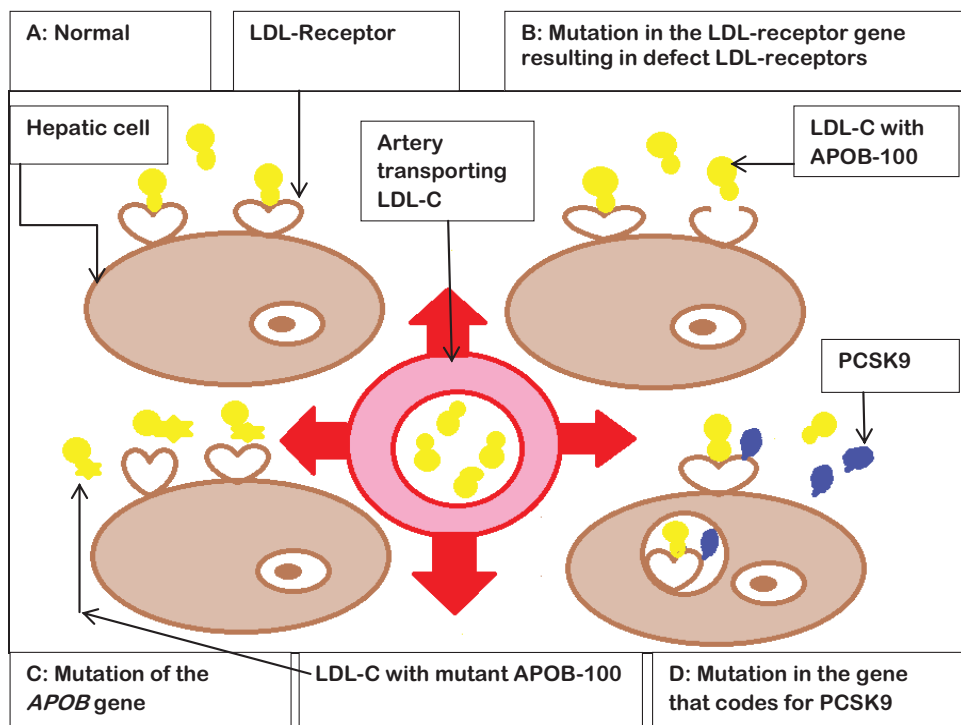 A: Normal
LDL-Receptor
B: Mutation in the LDL-receptor gene
resulting in defect LDL-receptors
Hepatic cell
Artery
transporting
LDL-C
LDL-C with
APOB-100
PCSK9
C: Mutation of the
APOB gene
LDL-C with mutant APOB-100
D: Mutation in the gene
that codes for PCSK9